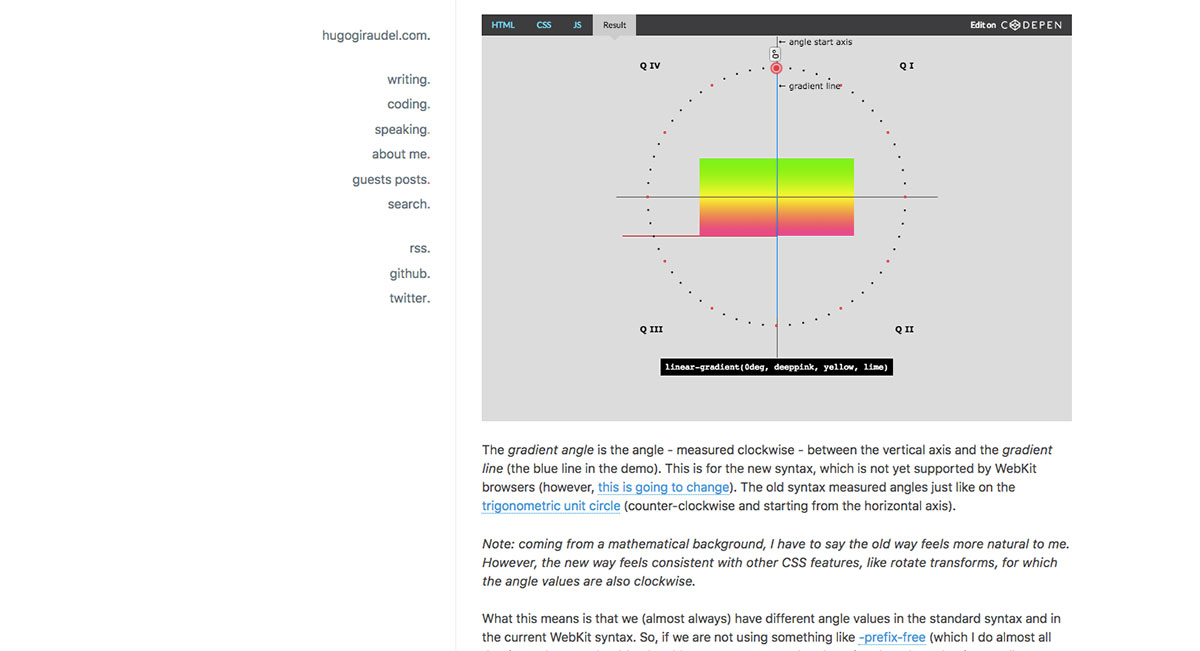 hugogiraudel.com.
writing.
coding.
speaking.
about me.
guests posts.
search.
rss.
github.
twitter.
HTML CSS JS Result Edit on CODEPEN
← angle start axis
0°
Q IV Q I
← gradient line
Q III Q II
linear-gradient(0deg, deeppink, yellow, lime)
The gradient angle is the angle - measured clockwise - between the vertical axis and the gradient
line (the blue line in the demo). This is for the new syntax, which is not yet supported by WebKit
browsers (however, this is going to change). The old syntax measured angles just like on the
trigonometric unit circle (counter-clockwise and starting from the horizontal axis).
Note: coming from a mathematical background, I have to say the old way feels more natural to me.
However, the new way feels consistent with other CSS features, like rotate transforms, for which
the angle values are also clockwise.
What this means is that we (almost always) have different angle values in the standard syntax and in
the current WebKit syntax. So, if we are not using something like -prefix-free (which I do almost all